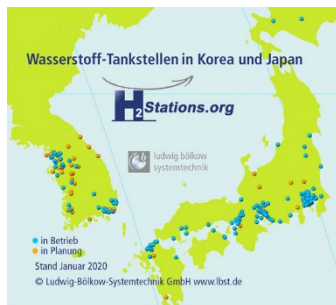 Wasserstoff-Tankstellen in Korea und Japan
H2Stations.org
ludwig bölkow
systemtechnik
in Betrieb
in Planung
Stand Januar 2020
© Ludwig-Bölkow-Systemtechnik GmbH www.lbst.de